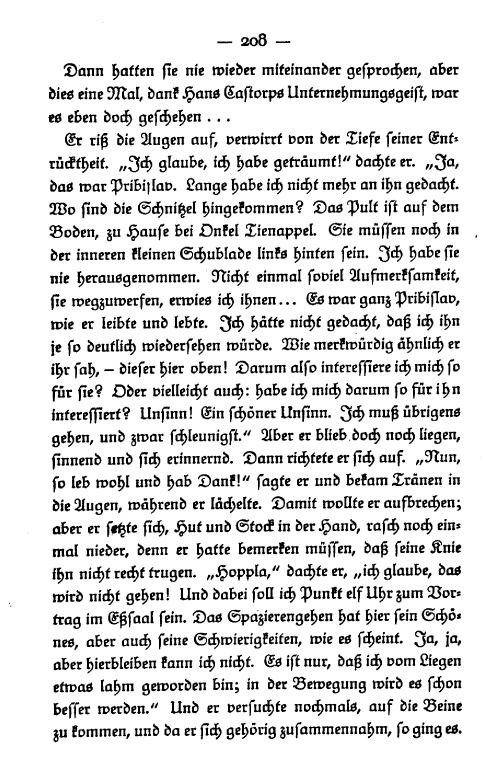 — 208 —
Dann hatten sie nie wieder miteinander gesprochen, aber
dies eine Mal, dank Hans Castorps Unternehmungsgeist, war
es eben doch geschehen ...
Er riß die Augen auf, verwirrt von der Tiefe seiner Ent-
rücktheit. „Ich glaube, ich habe geträumt!“ dachte er. „Ja,
das war Pribislav. Lange habe ich nicht mehr an ihn gedacht.
Wo sind die Schnitzel hingekommen? Das Pult ist auf dem
Boden, zu Hause bei Onkel Tienappel. Sie müssen noch in
der inneren kleinen Schublade links hinten sein. Ich habe sie
nie herausgenommen. Nicht einmal soviel Aufmerksamkeit,
sie wegzuwerfen, erwies ich ihnen... Es war ganz Pribislav,
wie er leibte und lebte. Ich hätte nicht gedacht, daß ich ihn
je so deutlich wiedersehen würde. Wie merkwürdig ähnlich er
ihr sah, – dieser hier oben! Darum also interessiere ich mich so
für sie? Oder vielleicht auch: habe ich mich darum so für ihn
interessiert? Unsinn! Ein schöner Unsinn. Ich muß übrigens
gehen, und zwar schleunigst.“ Aber er blieb doch noch liegen,
sinnend und sich erinnernd. Dann richtete er sich auf. „Nun,
so leb wohl und hab Dank!“ sagte er und bekam Tränen in
die Augen, während er lächelte. Damit wollte er aufbrechen;
aber er setzte sich, Hut und Stock in der Hand, rasch noch ein-
mal nieder, denn er hatte bemerken müssen, daß seine Knie
ihn nicht recht trugen. „Hoppla,“ dachte er, „ich glaube, das
wird nicht gehen! Und dabei soll ich Punkt elf Uhr zum Vor-
trag im Eßsaal sein. Das Spazierengehen hat hier sein Schö-
nes, aber auch seine Schwierigkeiten, wie es scheint. Ja, ja,
aber hierbleiben kann ich nicht. Es ist nur, daß ich vom Liegen
etwas lahm geworden bin; in der Bewegung wird es schon
besser werden.“ Und er versuchte nochmals, auf die Beine
zu kommen, und da er sich gehörig zusammennahm, so ging es.